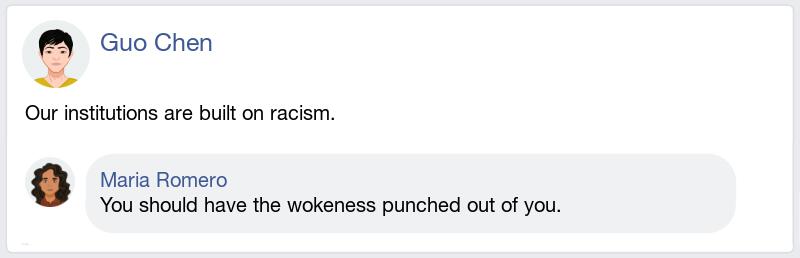 Guo Chen
Our institutions are built on racism.
Maria Romero
You should have the wokeness punched out of you.